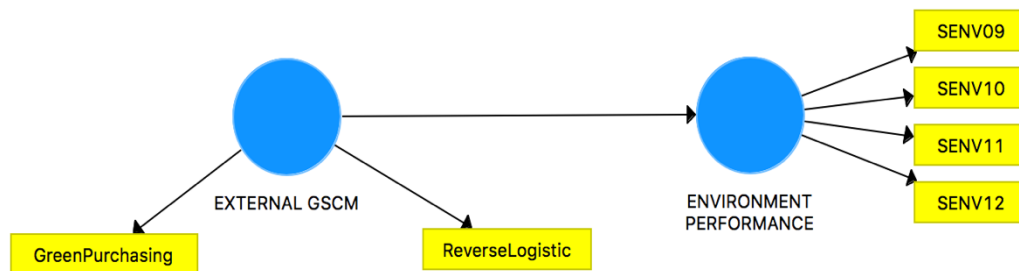 SENV09
SENV10
SENV11
SENV12
EXTERNAL GSCM
ENVIRONMENT
PERFORMANCE
GreenPurchasing
ReverseLogistic